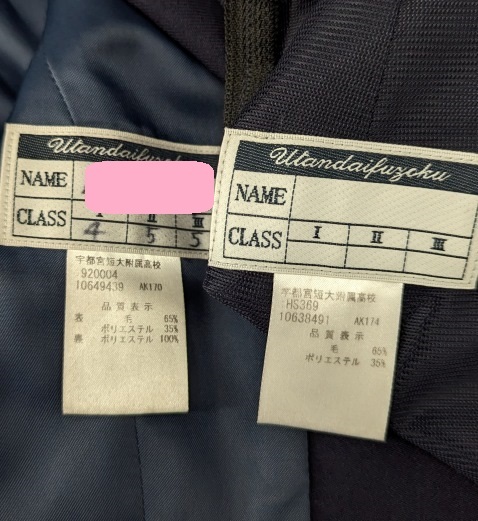 Utandaifuzoku
NAME
CLASS
I II III
4 5 5
宇都宮短大附属高校
920004
10649439 AK170
品質表示
表 毛 65%
ポリエステル 35%
裏 ポリエステル 100%
Utandaifuzoku
NAME
CLASS
I II III
宇都宮短大附属高校
HS369
10638491 AK174
品質表示
毛 65%
ポリエステル 35%